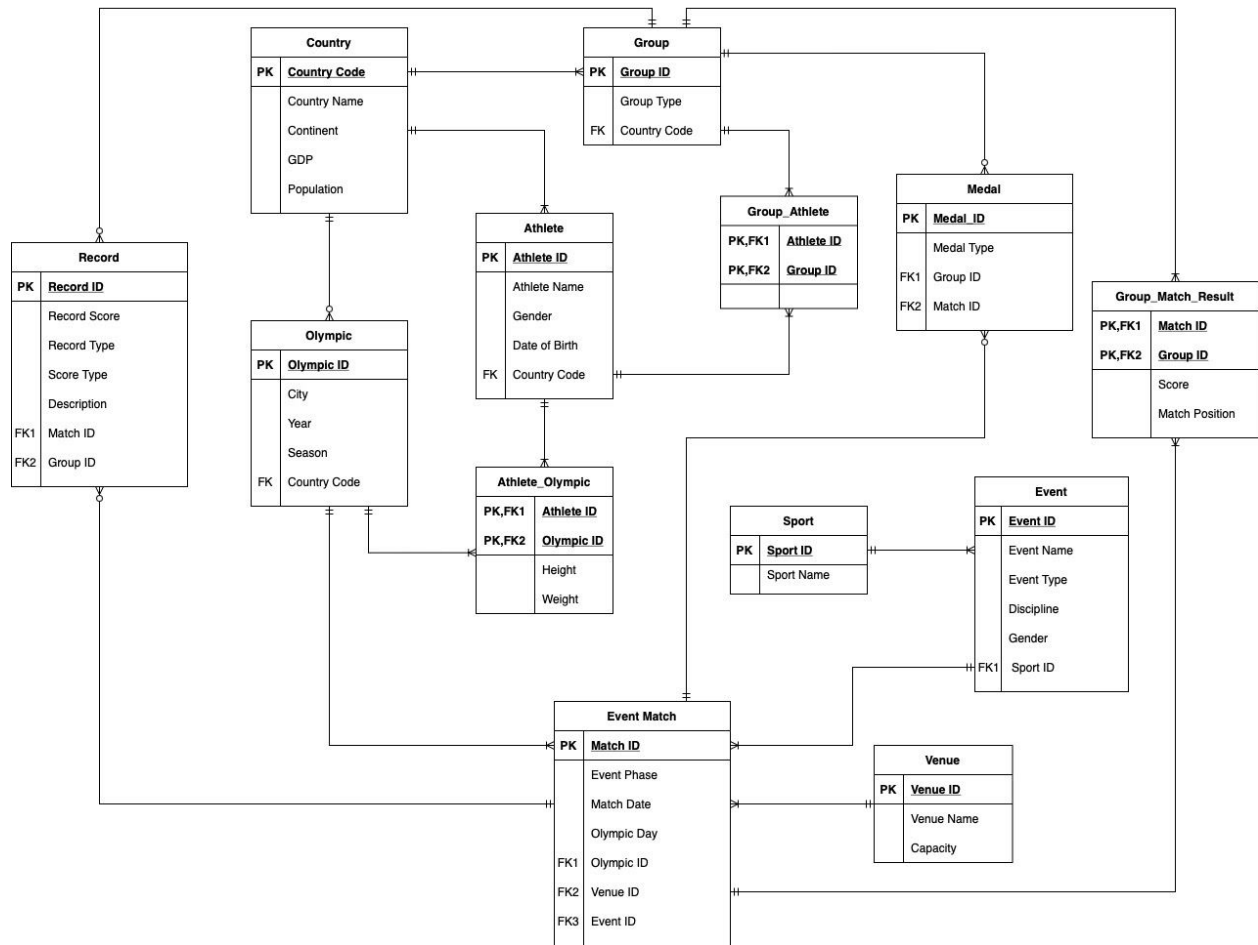 Country
PK Country Code
Country Name
Continent
GDP
Population
Group
PK Group ID
Group Type
FK Country Code
Medal
PK Medal_ID
Medal Type
FK1 Group ID
FK2 Match ID
Group_Athlete
PK,FK1 Athlete ID
PK,FK2 Group ID
Athlete
PK Athlete ID
Athlete Name
Gender
Date of Birth
FK Country Code
Record
PK Record ID
Record Score
Record Type
Score Type
Description
FK1 Match ID
FK2 Group ID
Group_Match_Result
PK,FK1 Match ID
PK,FK2 Group ID
Score
Match Position
Olympic
PK Olympic ID
City
Year
Season
FK Country Code
Athlete_Olympic
PK,FK1 Athlete ID
PK,FK2 Olympic ID
Height
Weight
Sport
PK Sport ID
Sport Name
Event
PK Event ID
Event Name
Event Type
Discipline
Gender
FK1 Sport ID
Event Match
PK Match ID
Event Phase
Match Date
Olympic Day
FK1 Olympic ID
FK2 Venue ID
FK3 Event ID
Venue
PK Venue ID
Venue Name
Capacity